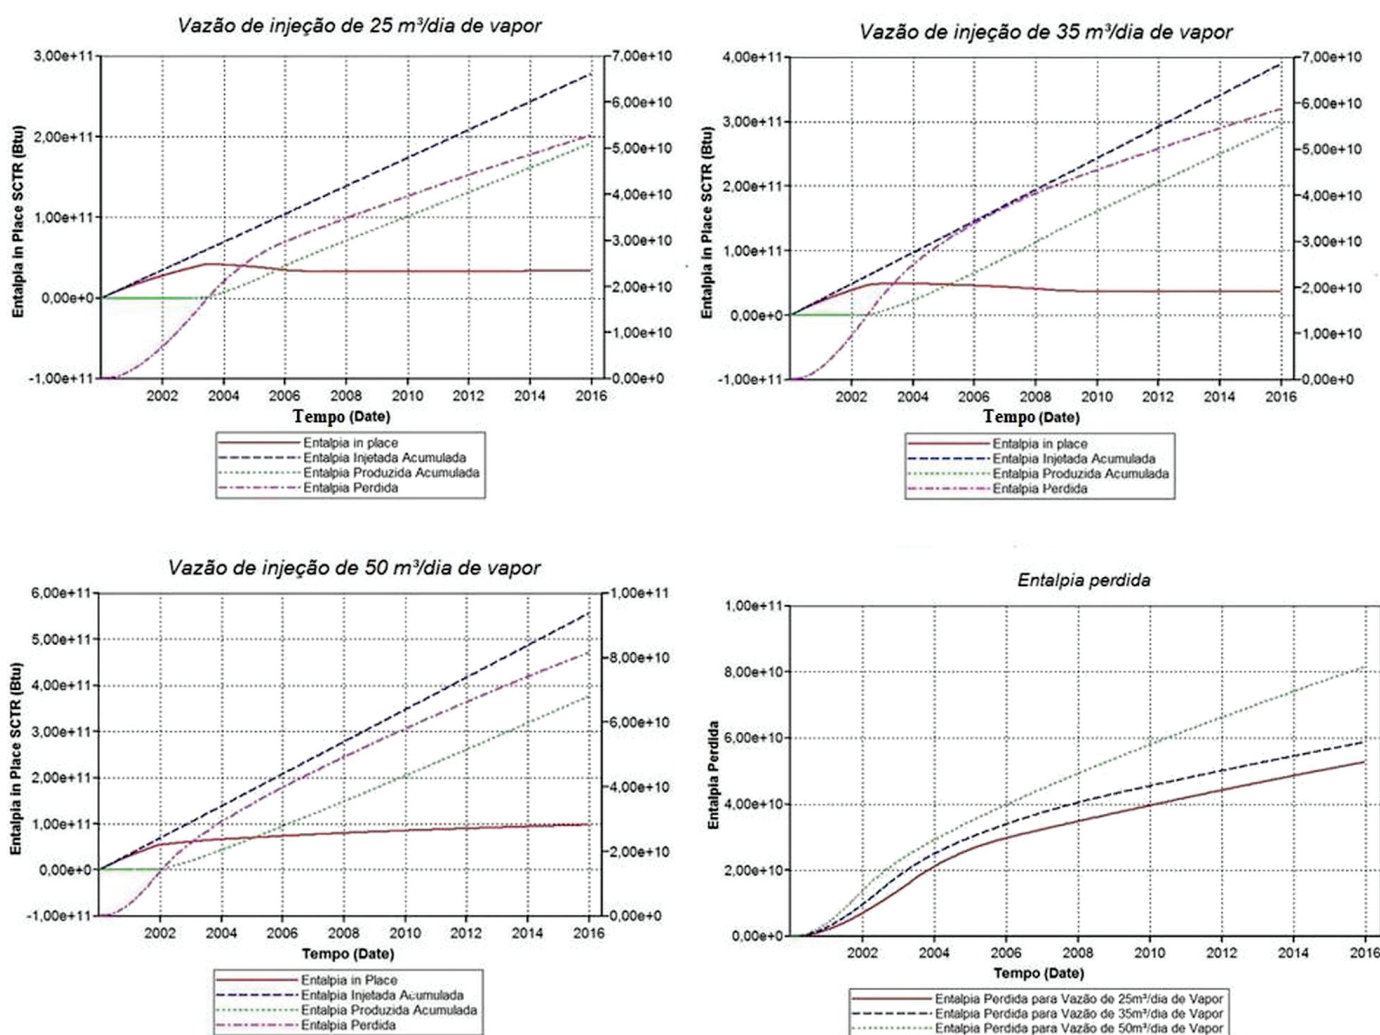 Vazão de injeção de 25 m³/dia de vapor
3,00e+11
2,00e+11
1,00e+11
0,00e+0
-1,00e+11
Entalpia in Place SCTR (Btu)
7,00e+10
6,00e+10
5,00e+10
4,00e+10
3,00e+10
2,00e+10
1,00e+10
0,00e+0
2002 2004 2006 2008 2010 2012 2014 2016
Tempo (Date)
Entalpia in place
Entalpia Injetada Acumulada
Entalpia Produzida Acumulada
Entalpia Perdida
Vazão de injeção de 35 m³/dia de vapor
4,00e+11
3,00e+11
2,00e+11
1,00e+11
0,00e+0
-1,00e+11
Entalpia in Place SCTR (Btu)
7,00e+10
6,00e+10
5,00e+10
4,00e+10
3,00e+10
2,00e+10
1,00e+10
0,00e+0
2002 2004 2006 2008 2010 2012 2014 2016
Tempo (Date)
Entalpia in place
Entalpia Injetada Acumulada
Entalpia Produzida Acumulada
Entalpia Perdida
Vazão de injeção de 50 m³/dia de vapor
6,00e+11
5,00e+11
4,00e+11
3,00e+11
2,00e+11
1,00e+11
0,00e+0
-1,00e+11
Entalpia in Place SCTR (Btu)
1,00e+11
8,00e+10
6,00e+10
4,00e+10
2,00e+10
0,00e+0
2002 2004 2006 2008 2010 2012 2014 2016
Tempo (Date)
Entalpia in Place
Entalpia Injetada Acumulada
Entalpia Produzida Acumulada
Entalpia Perdida
Entalpia perdida
1,00e+11
8,00e+10
6,00e+10
4,00e+10
2,00e+10
0,00e+0
Entalpia Perdida
2002 2004 2006 2008 2010 2012 2014 2016
Tempo (Date)
Entalpia Perdida para Vazão de 25m³/dia de Vapor
Entalpia Perdida para Vazão de 35m³/dia de Vapor
Entalpia Perdida para Vazão de 50m³/dia de Vapor